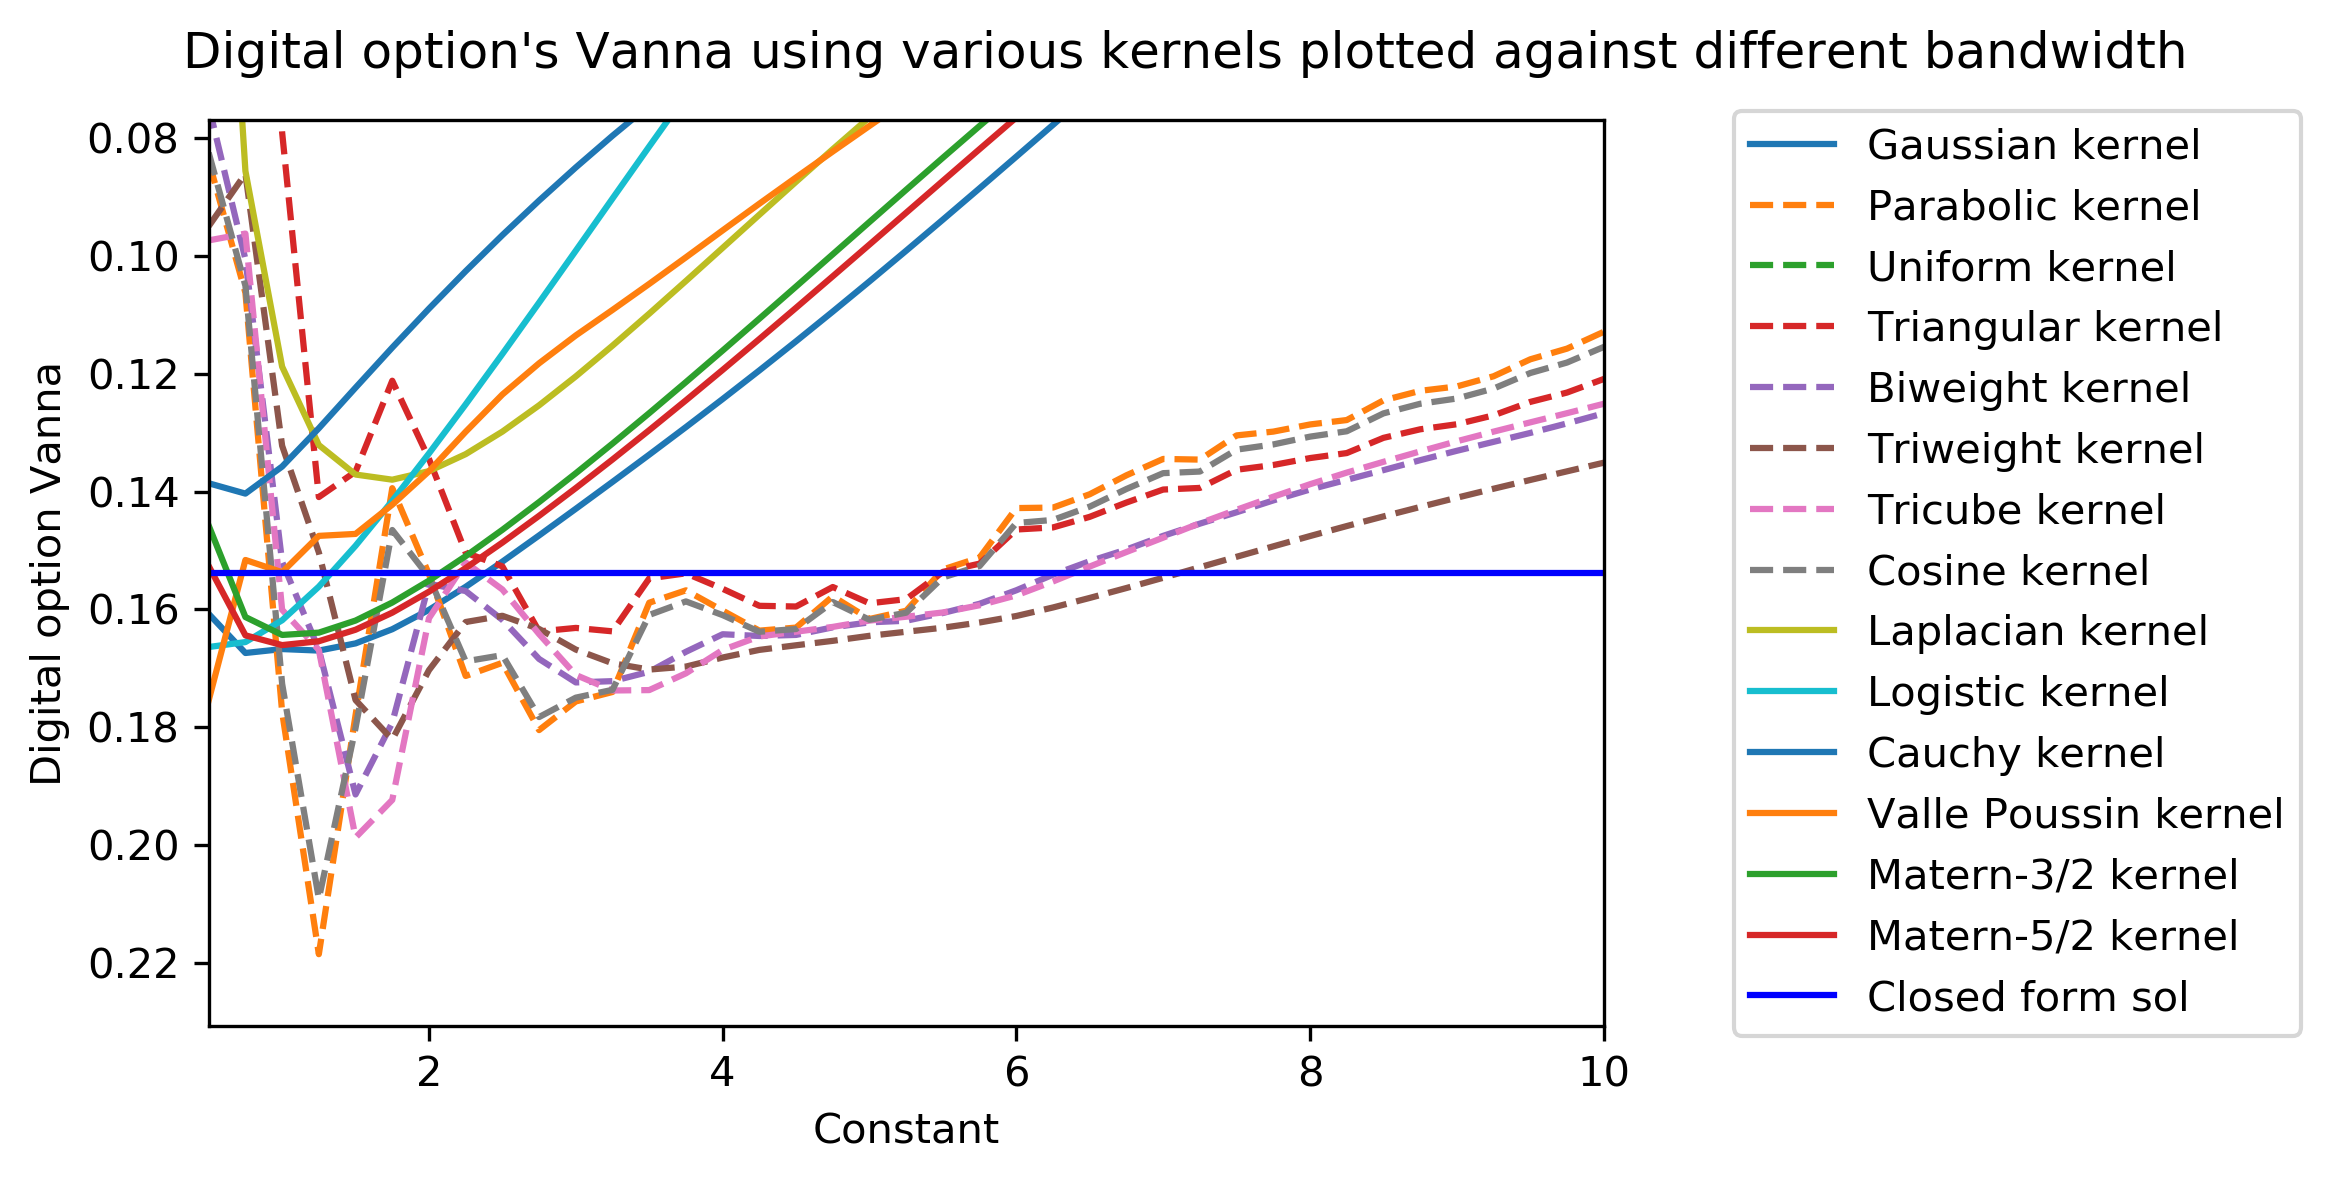 Digital option's Vanna using various kernels plotted against different bandwidth
Digital option Vanna
0.08
0.10
0.12
0.14
0.16
0.18
0.20
0.22
2
4
6
8
10
Constant
Gaussian kernel
Parabolic kernel
Uniform kernel
Triangular kernel
Biweight kernel
Triweight kernel
Tricube kernel
Cosine kernel
Laplacian kernel
Logistic kernel
Cauchy kernel
Valle Poussin kernel
Matern-3/2 kernel
Matern-5/2 kernel
Closed form sol